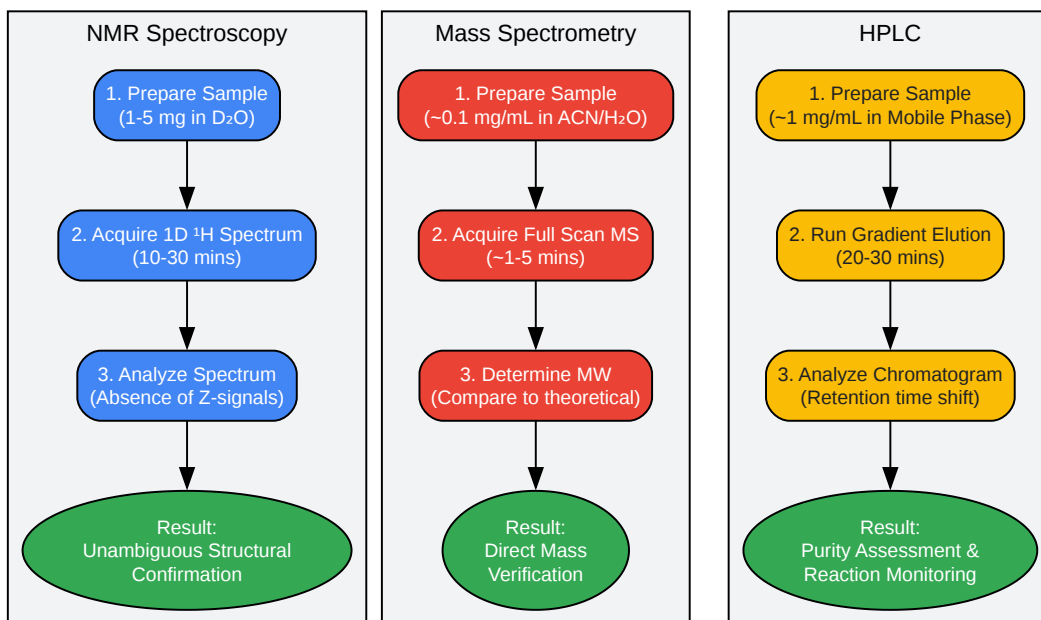 NMR Spectroscopy
1. Prepare Sample
(1-5 mg in D₂O)
2. Acquire 1D ¹H Spectrum
(10-30 mins)
3. Analyze Spectrum
(Absence of Z-signals)
Result:
Unambiguous Structural
Confirmation
Mass Spectrometry
1. Prepare Sample
(~0.1 mg/mL in ACN/H₂O)
2. Acquire Full Scan MS
(~1-5 mins)
3. Determine MW
(Compare to theoretical)
Result:
Direct Mass
Verification
HPLC
1. Prepare Sample
(~1 mg/mL in Mobile Phase)
2. Run Gradient Elution
(20-30 mins)
3. Analyze Chromatogram
(Retention time shift)
Result:
Purity Assessment &
Reaction Monitoring